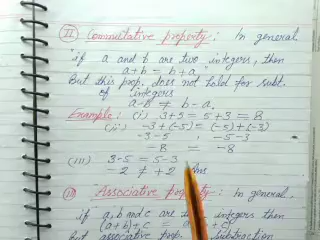 (II) Commutative property: In general
if a and b are two integers, then
a+b = b+a
But this prop. does not hold for subt.
of integers
a-b ≠ b-a.
Example: (i) 3+5 = 5+3 = 8
(ii) -3+(-5) = (-5)+(-3)
-3-5 , -5-3
-8 = -8
(iii) 3-5 = 5-3
-2 ≠ +2 Ans
Associative property: In general,
if a,b and c are integers then
(a+b)+c
But associative prop. subtraction